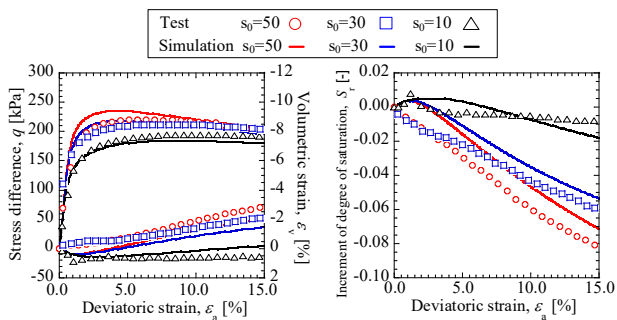 Test s₀=50 s₀=30 s₀=10
Simulation s₀=50 s₀=30 s₀=10
Stress difference, q [kPa]
300
250
200
150
100
50
0
-50
0.0 5.0 10.0 15.0
Deviatoric strain, εₐ [%]
-12
-10
-8
-6
-4
-2
0
2
Volumetric strain, εᵥ [%]
Increment of degree of saturation, Sᵣ [-]
0.02
0.00
-0.02
-0.04
-0.06
-0.08
-0.10
0.0 5.0 10.0 15.0
Deviatoric strain, εₐ [%]